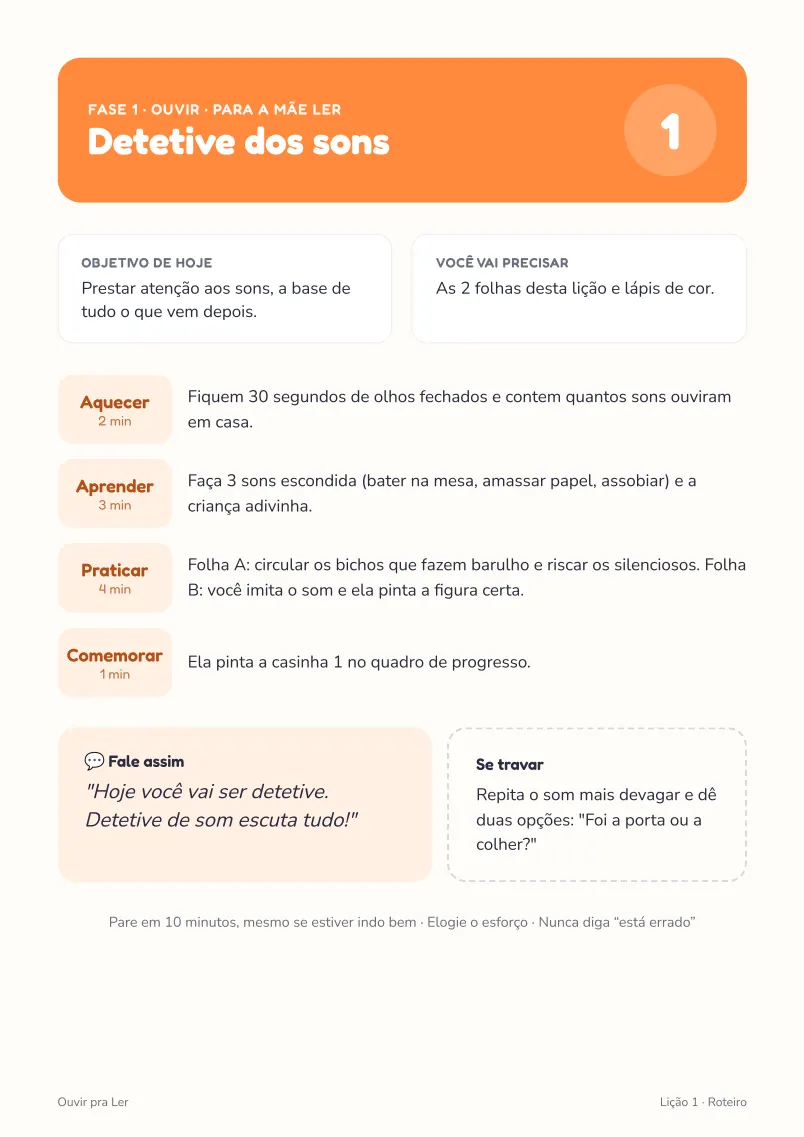 FASE 1 · OUVIR · PARA A MÃE LER
Detetive dos sons
1
OBJETIVO DE HOJE
Prestar atenção aos sons, a base de
tudo o que vem depois.
VOCÊ VAI PRECISAR
As 2 folhas desta lição e lápis de cor.
Aquecer
2 min
Fiquem 30 segundos de olhos fechados e contem quantos sons ouviram
em casa.
Aprender
3 min
Faça 3 sons escondida (bater na mesa, amassar papel, assobiar) e a
criança adivinha.
Praticar
4 min
Folha A: circular os bichos que fazem barulho e riscar os silenciosos. Folha
B: você imita o som e ela pinta a figura certa.
Comemorar
1 min
Ela pinta a casinha 1 no quadro de progresso.
💬 Fale assim
"Hoje você vai ser detetive.
Detetive de som escuta tudo!"
Se travar
Repita o som mais devagar e dê
duas opções: "Foi a porta ou a
colher?"
Pare em 10 minutos, mesmo se estiver indo bem · Elogie o esforço · Nunca diga “está errado”
Ouvir pra Ler
Lição 1 · Roteiro